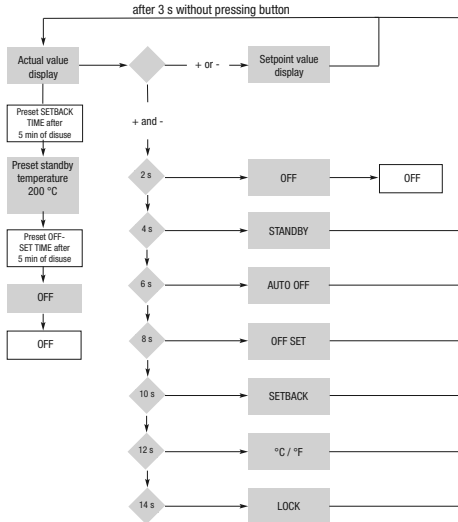 after 3 s without pressing button
Actual value
display
+ or -
Setpoint value
display
Preset SETBACK
TIME after
5 min of disuse
+ and -
Preset standby
temperature
200 °C
2 s
OFF
OFF
Preset OFF-
SET TIME after
5 min of disuse
4 s
STANDBY
OFF
6 s
AUTO OFF
OFF
8 s
OFF SET
10 s
SETBACK
12 s
°C / °F
14 s
LOCK